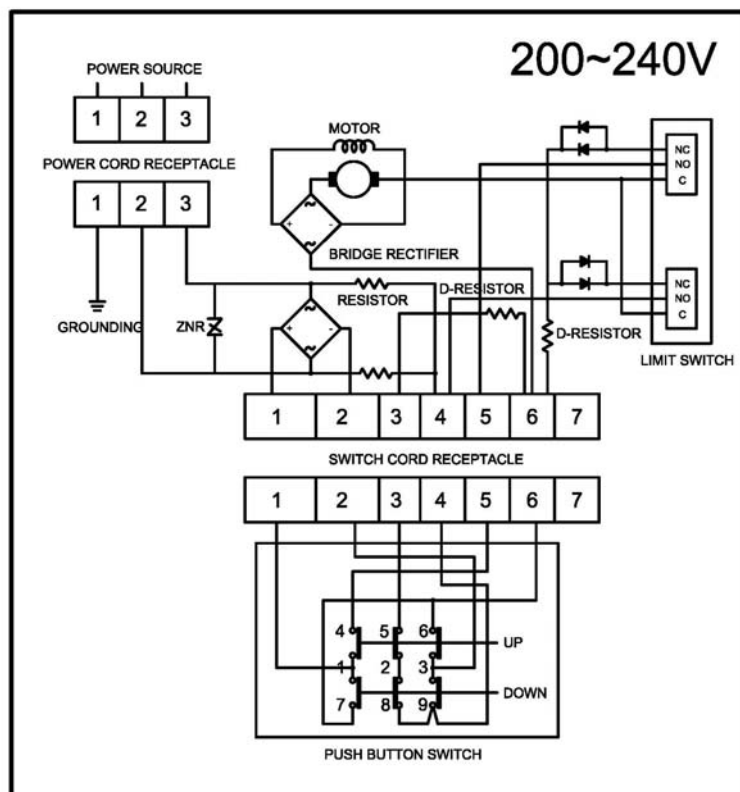 200~240V
POWER SOURCE
1 2 3
POWER CORD RECEPTACLE
1 2 3
GROUNDING
ZNR
MOTOR
BRIDGE RECTIFIER
RESISTOR
D-RESISTOR
D-RESISTOR
NC
NO
C
NC
NO
C
LIMIT SWITCH
+ -
+ -
1 2 3 4 5 6 7
SWITCH CORD RECEPTACLE
1 2 3 4 5 6 7
4 5 6
UP
1 2 3
DOWN
7 8 9
PUSH BUTTON SWITCH